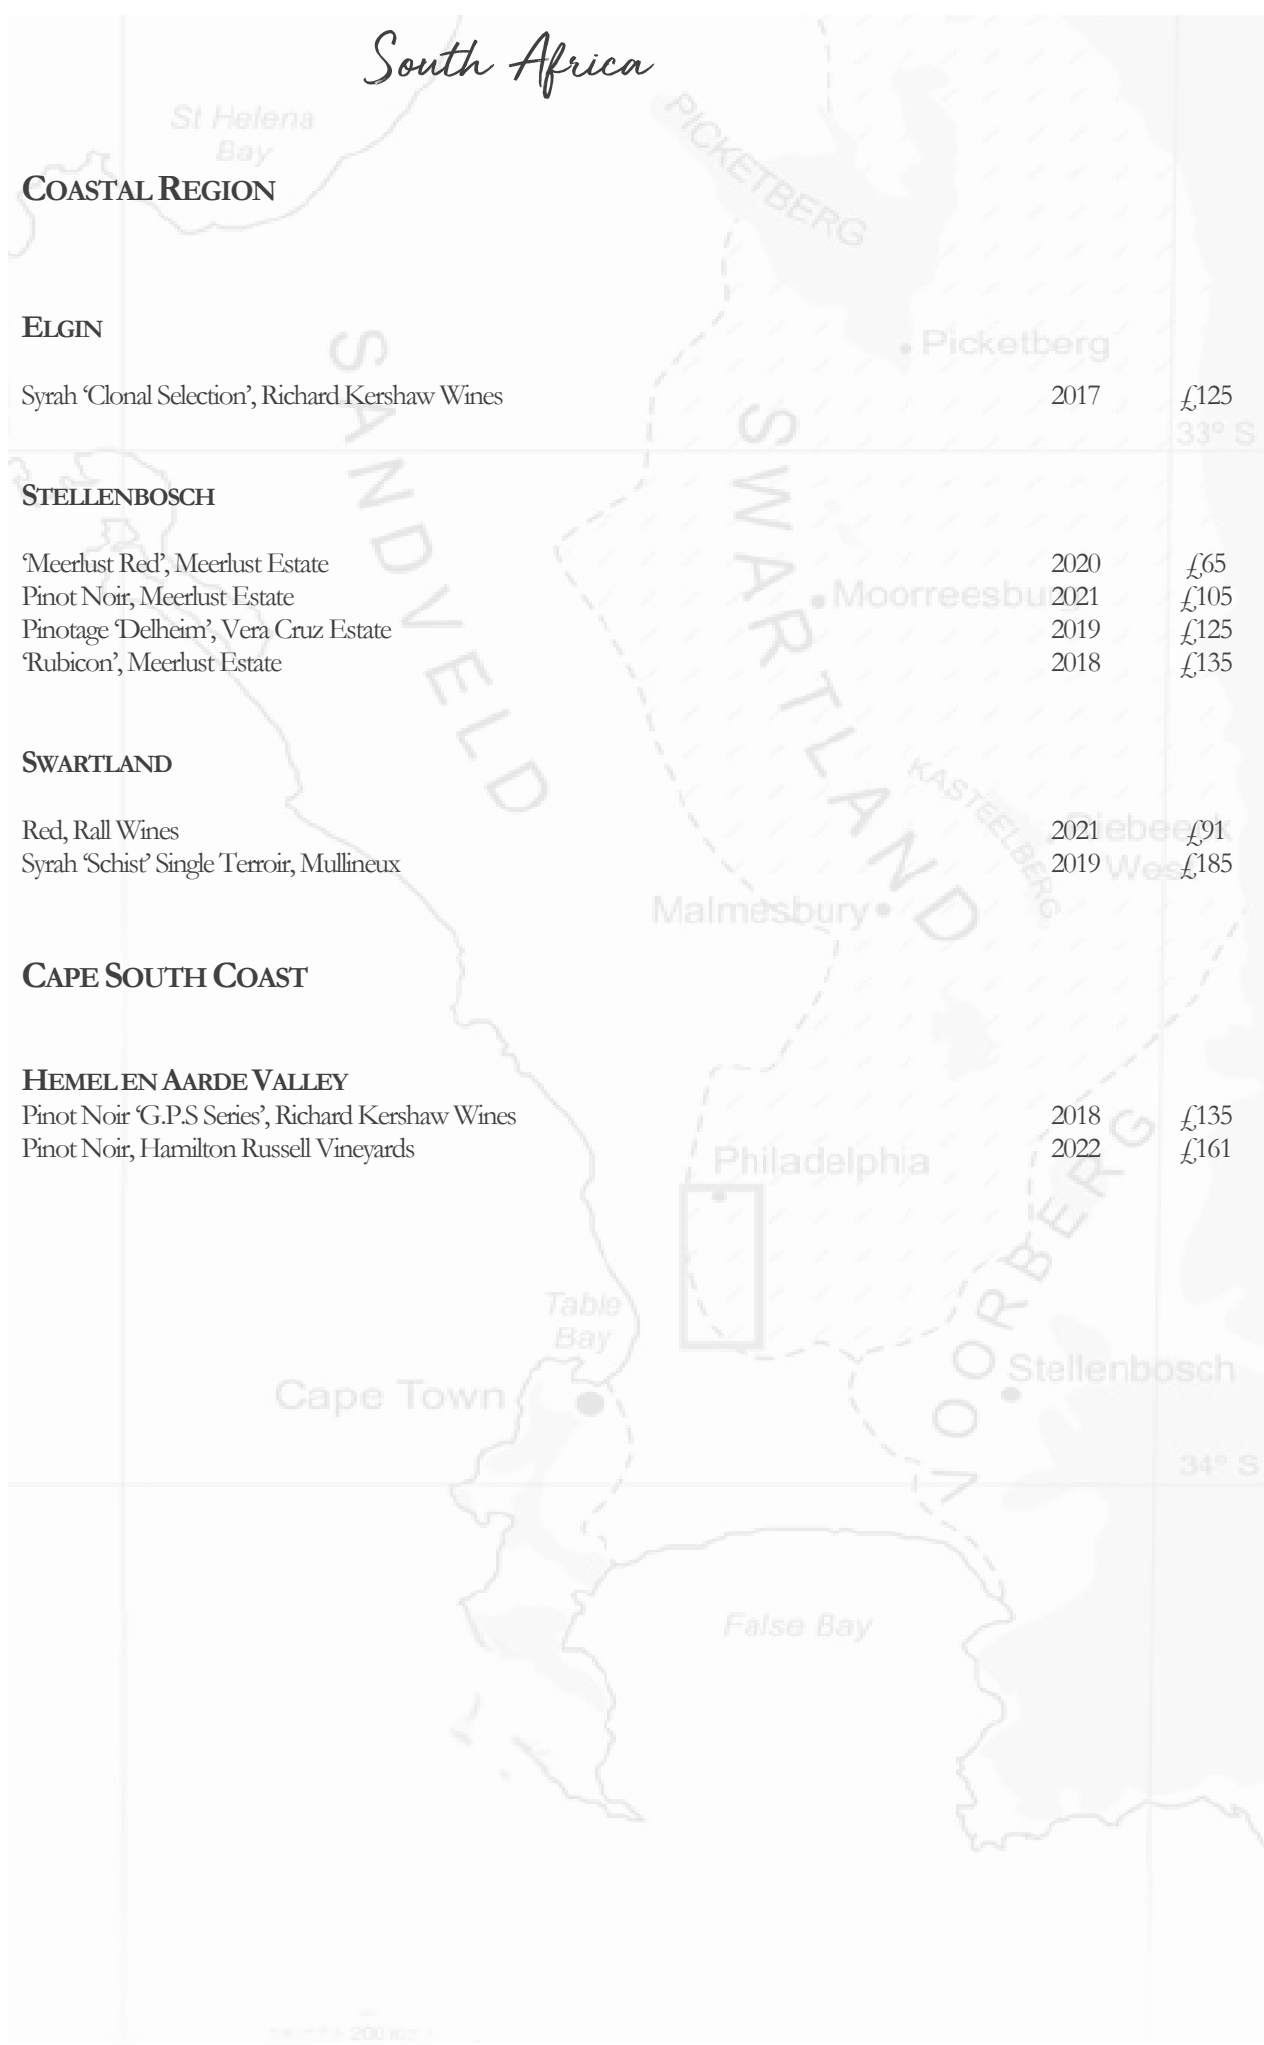 South Africa
St Helena
Bay
PICKETBERG
COASTAL REGION
ELGIN
Picketberg
Syrah ‘Clonal Selection’, Richard Kershaw Wines 2017 £125
33° S
SANDVELD
SWARTLAND
STELLENBOSCH
‘Meerlust Red’, Meerlust Estate 2020 £65
Pinot Noir, Meerlust Estate 2021 £105
Pinotage ‘Delheim’, Vera Cruz Estate 2019 £125
‘Rubicon’, Meerlust Estate 2018 £135
SWARTLAND
KASTEELBERG
Red, Rall Wines 2021 £91
Syrah ‘Schist’ Single Terroir, Mullineux 2019 £185
Malmesbury
CAPE SOUTH COAST
HEMEL EN AARDE VALLEY
Pinot Noir ‘G.P.S Series’, Richard Kershaw Wines 2018 £135
Pinot Noir, Hamilton Russell Vineyards 2022 £161
Philadelphia
VOORBERG
Table
Bay
Stellenbosch
Cape Town
34° S
False Bay